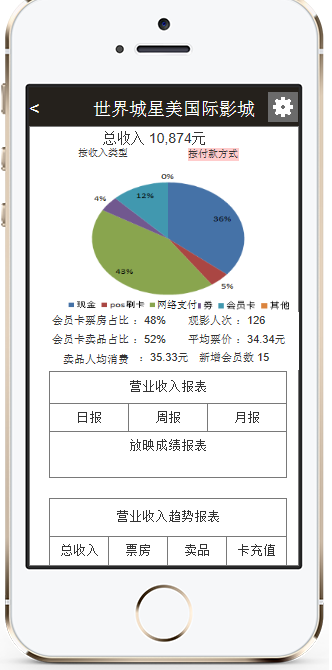 < 世界城星美国际影城
总收入 10,874元
按收入类型 按付款方式
0%
4% 12%
36%
43%
5%
现金 pos刷卡 网络支付 券 会员卡 其他
会员卡票房占比：48% 观影人次：126
会员卡卖品占比：52% 平均票价：34.34元
卖品人均消费 ：35.33元 新增会员数 15
营业收入报表
日报 周报 月报
放映成绩报表
营业收入趋势报表
总收入 票房 卖品 卡充值